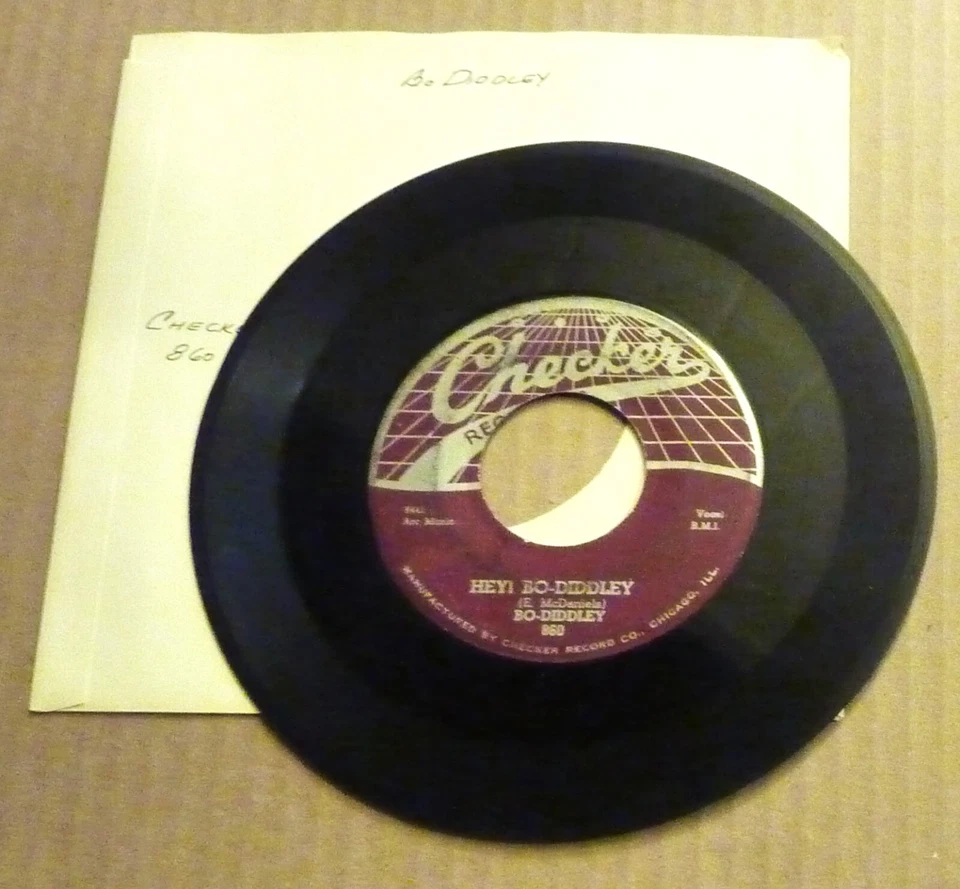 Bo DIDDLEY
CHECKE
860
Checker
REC
Arc Music
Vocal
B.M.I.
HEY! BO-DIDDLEY
(E. McDaniels)
BO-DIDDLEY
860
MANUFACTURED BY CHECKER RECORD CO., CHICAGO, ILL.